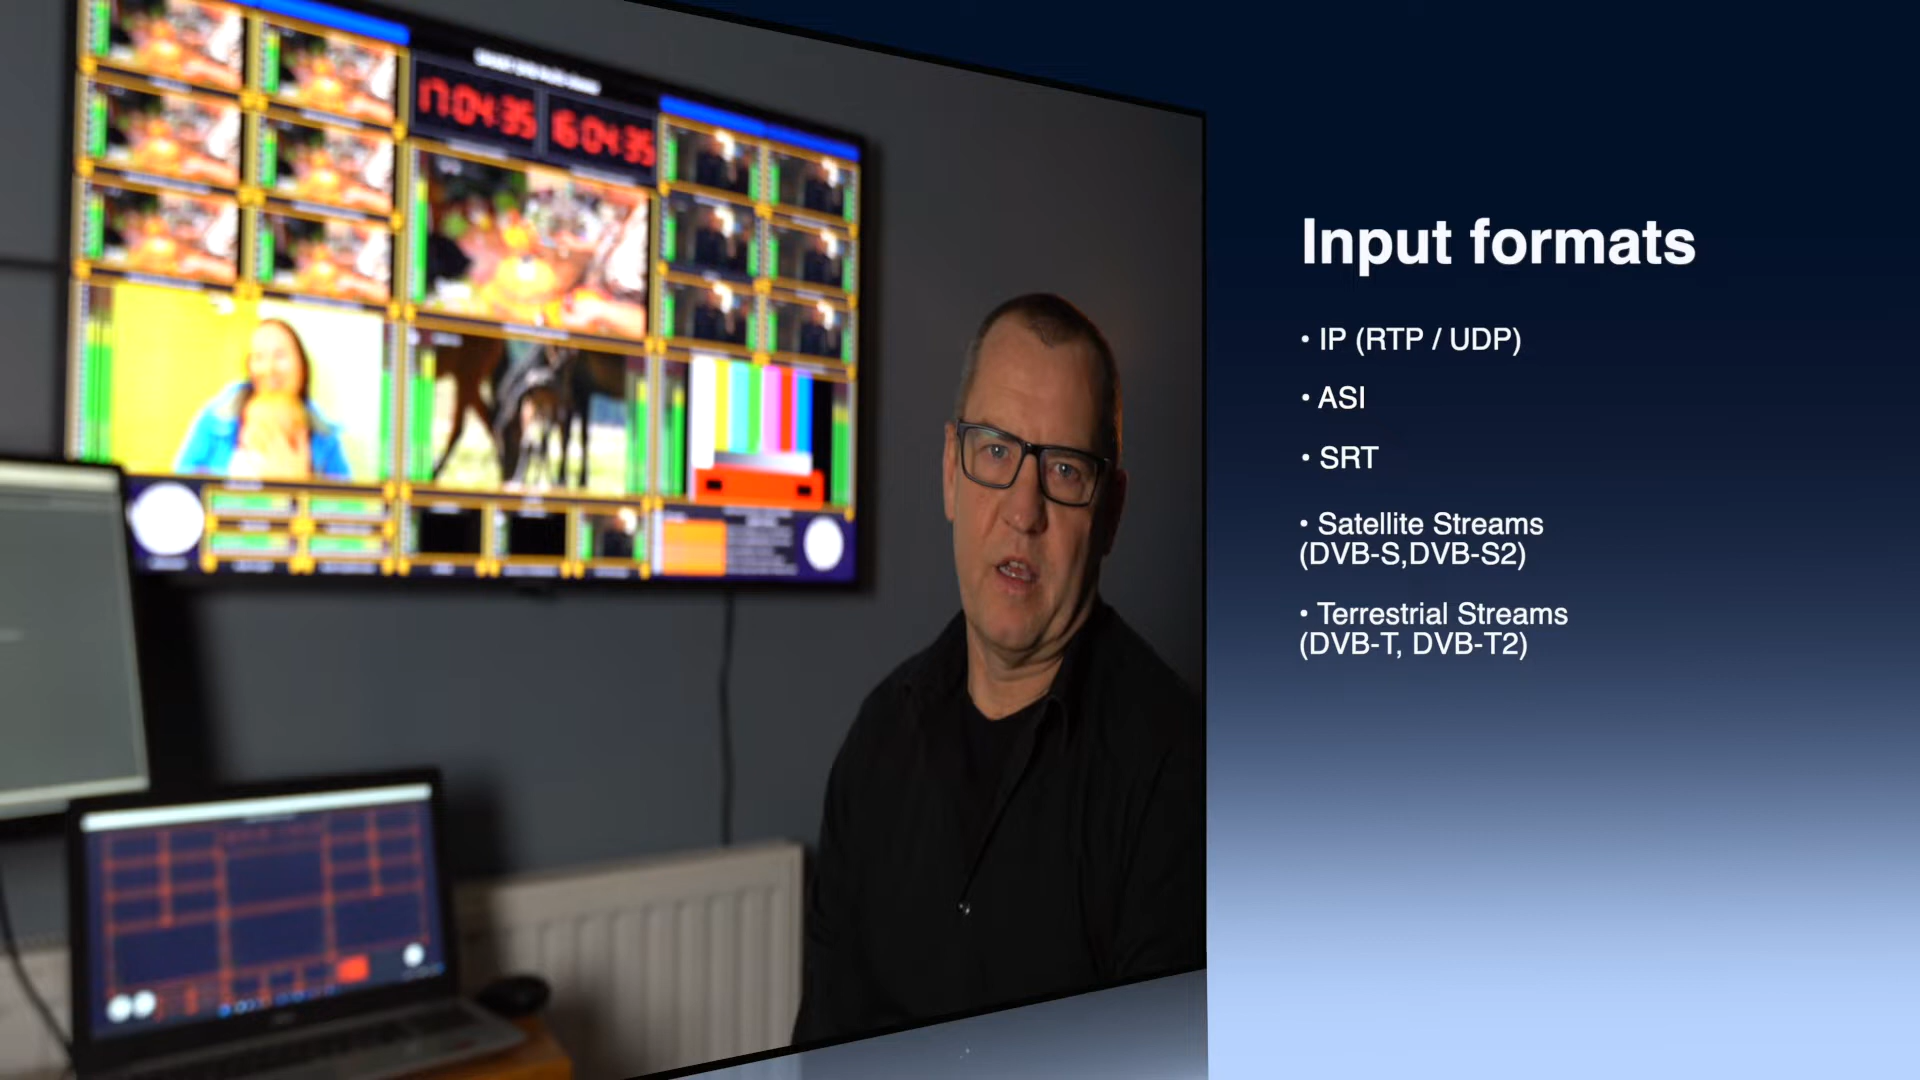 17:04:35 16:04:35
Input formats
• IP (RTP / UDP)
• ASI
• SRT
• Satellite Streams
(DVB-S,DVB-S2)
• Terrestrial Streams
(DVB-T, DVB-T2)